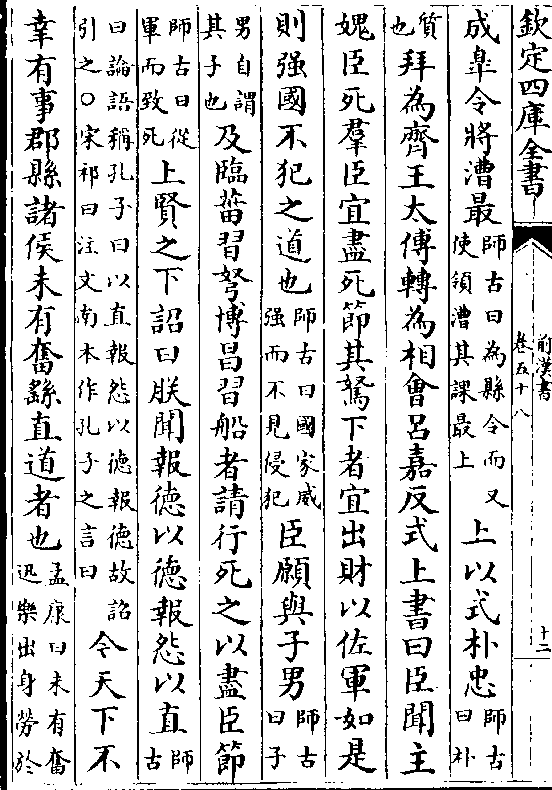 欽定四庫全書
前漢書
卷五十八
十二
成臯令將漕最師古曰為縣令而又使領漕其課最上上以式朴忠師古曰朴
質也拜為齊王太傅轉為相會呂嘉反式上書曰臣聞主
媿臣死羣臣宜盡死節其駑下者宜出財以佐軍如是
則强國不犯之道也師古曰國家威强而不見侵犯臣願與子男師古曰子
男自謂其子也及臨菑習弩博昌習船者請行死之以盡臣節
師古曰從軍而致死上賢之下詔曰朕聞報德以德報怨以直師古
曰論語稱孔子曰以直報怨以德報德故詔引之○宋祁曰注文南本作孔子之言曰令天下不
幸有事郡縣諸侯未有奮繇直道者也孟康曰未有奮迅樂出身勞於